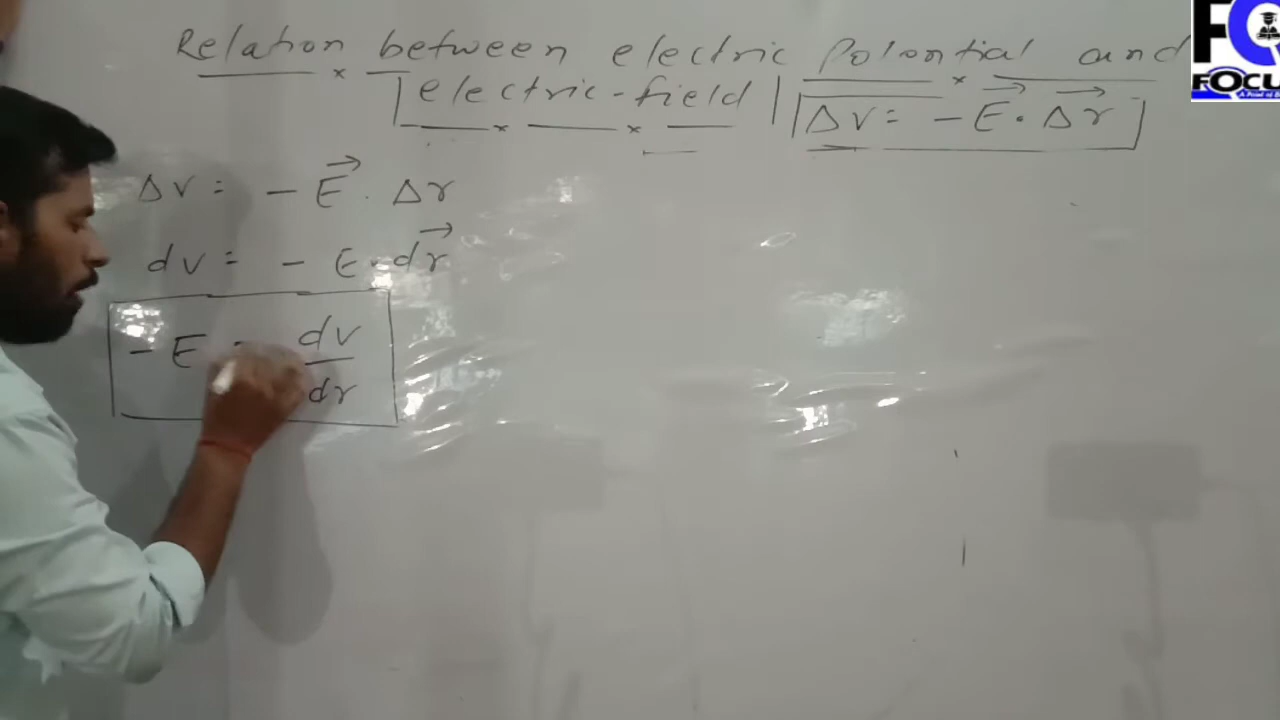 Relation between electric Potential and
electric-field ΔV = - E⃗ · Δr⃗
ΔV = - E⃗ · Δr
dv = - E · dr⃗
- E = dv/dr
FOCUS